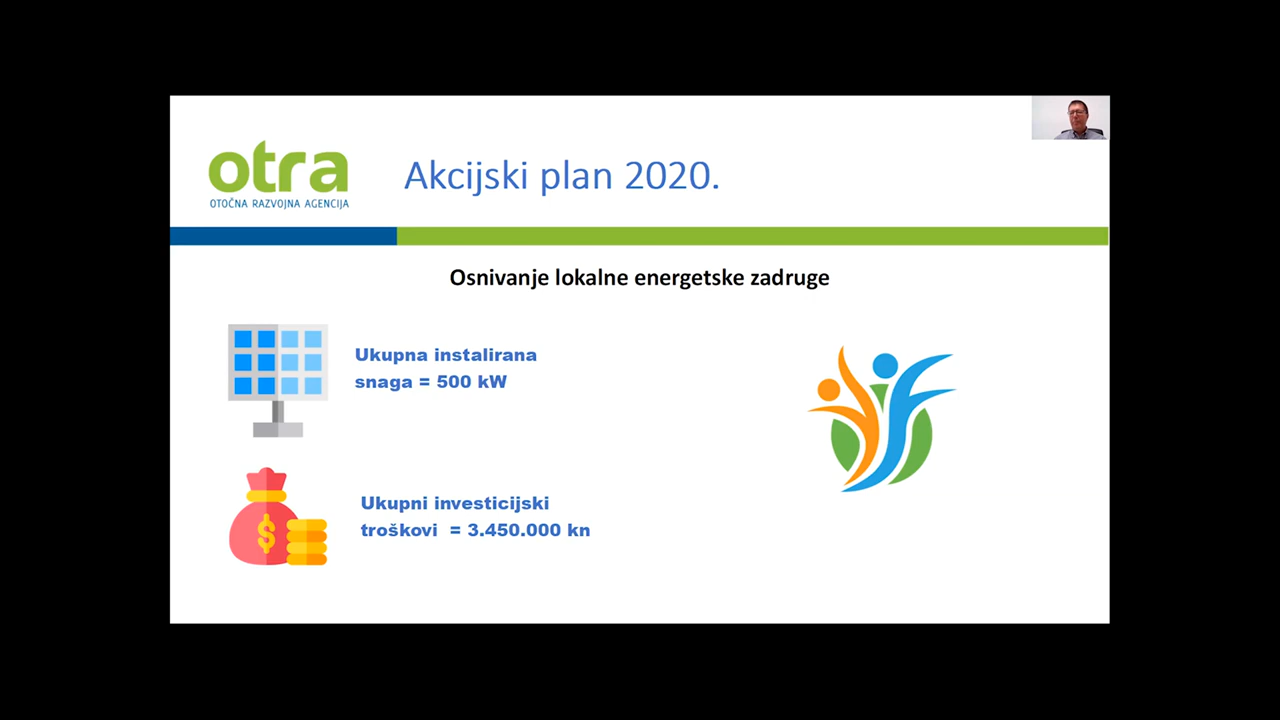 otra
OTOČNA RAZVOJNA AGENCIJA
Akcijski plan 2020.
Osnivanje lokalne energetske zadruge
Ukupna instalirana
snaga = 500 kW
$
Ukupni investicijski
troškovi = 3.450.000 kn